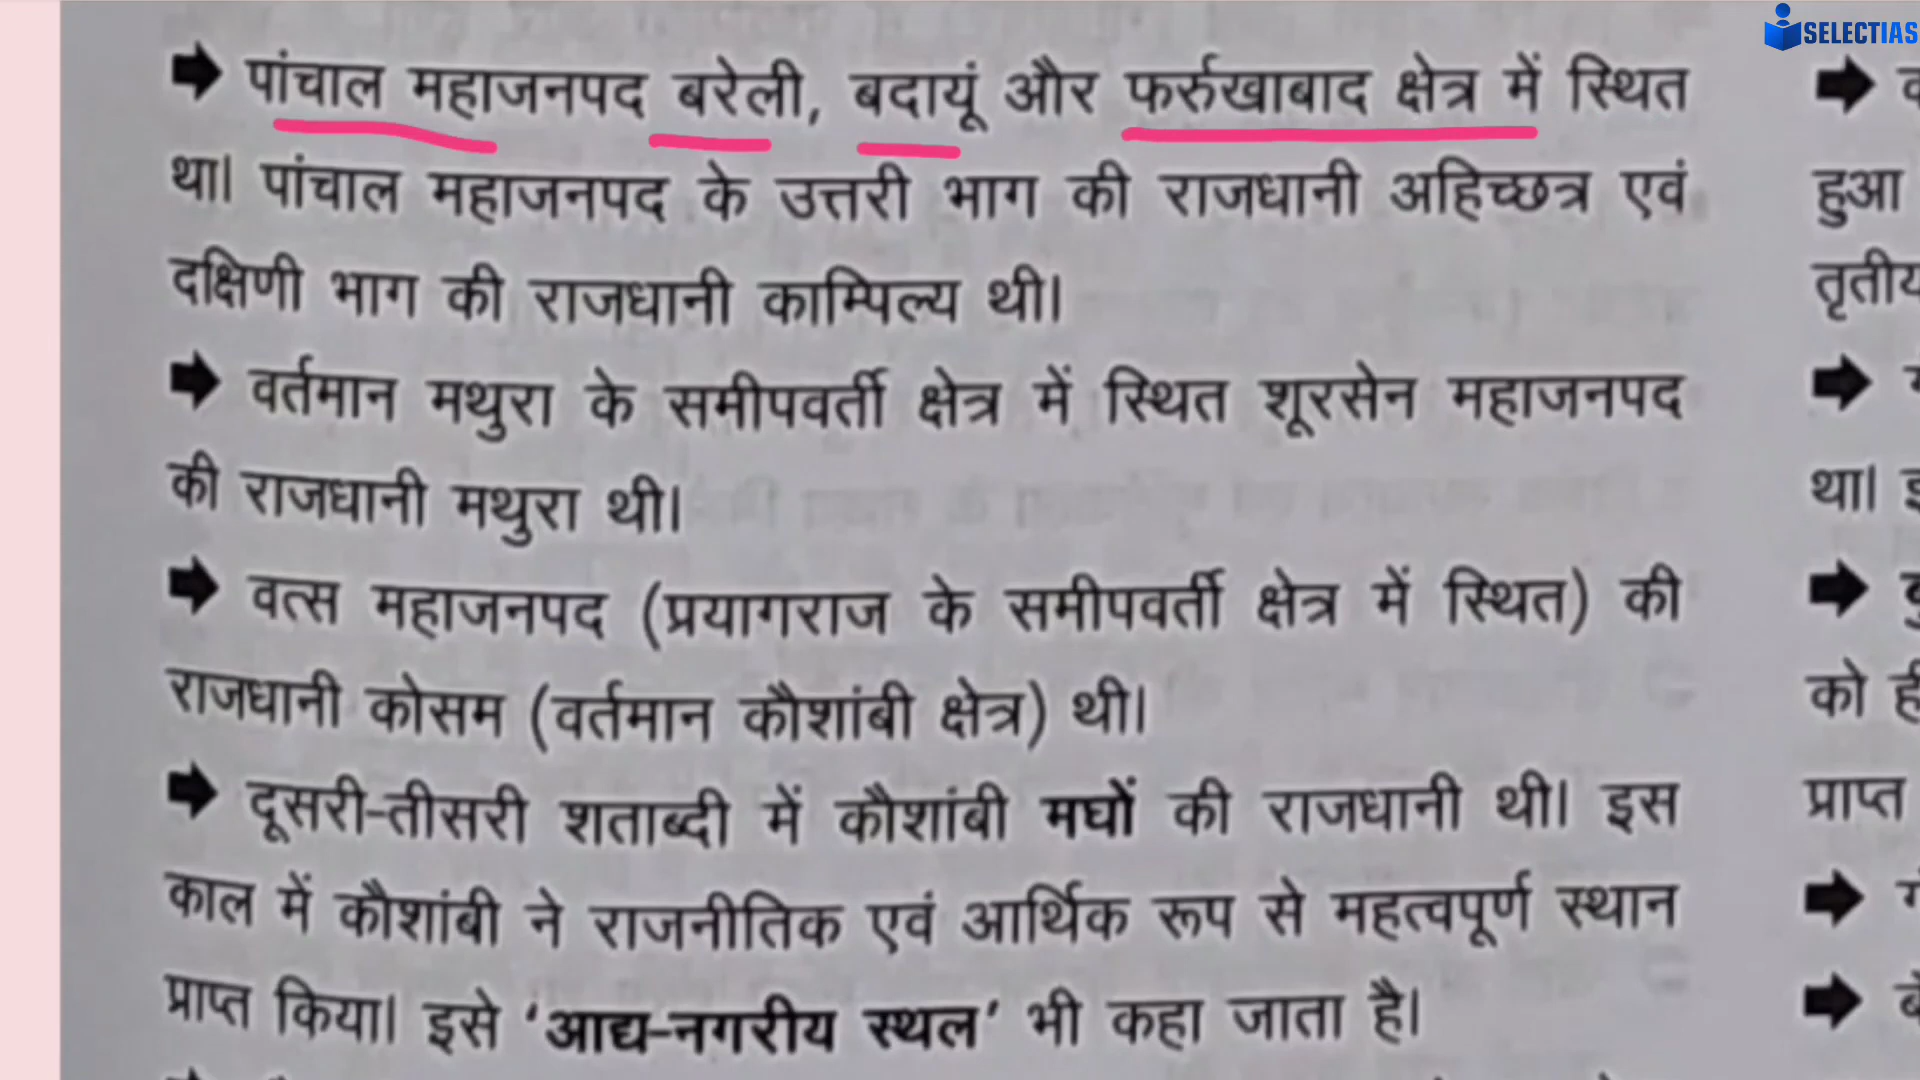 SELECTIAS
➡ पांचाल महाजनपद बरेली, बदायूं और फर्रुखाबाद क्षेत्र में स्थित
था। पांचाल महाजनपद के उत्तरी भाग की राजधानी अहिच्छत्र एवं
दक्षिणी भाग की राजधानी काम्पिल्य थी।
➡ वर्तमान मथुरा के समीपवर्ती क्षेत्र में स्थित शूरसेन महाजनपद
की राजधानी मथुरा थी।
➡ वत्स महाजनपद (प्रयागराज के समीपवर्ती क्षेत्र में स्थित) की
राजधानी कोसम (वर्तमान कौशांबी क्षेत्र) थी।
➡ दूसरी-तीसरी शताब्दी में कौशांबी मघों की राजधानी थी। इस
काल में कौशांबी ने राजनीतिक एवं आर्थिक रूप से महत्वपूर्ण स्थान
प्राप्त किया। इसे ‘आद्य-नगरीय स्थल’ भी कहा जाता है।
हुआ
तृतीय
था।
को
प्राप्त